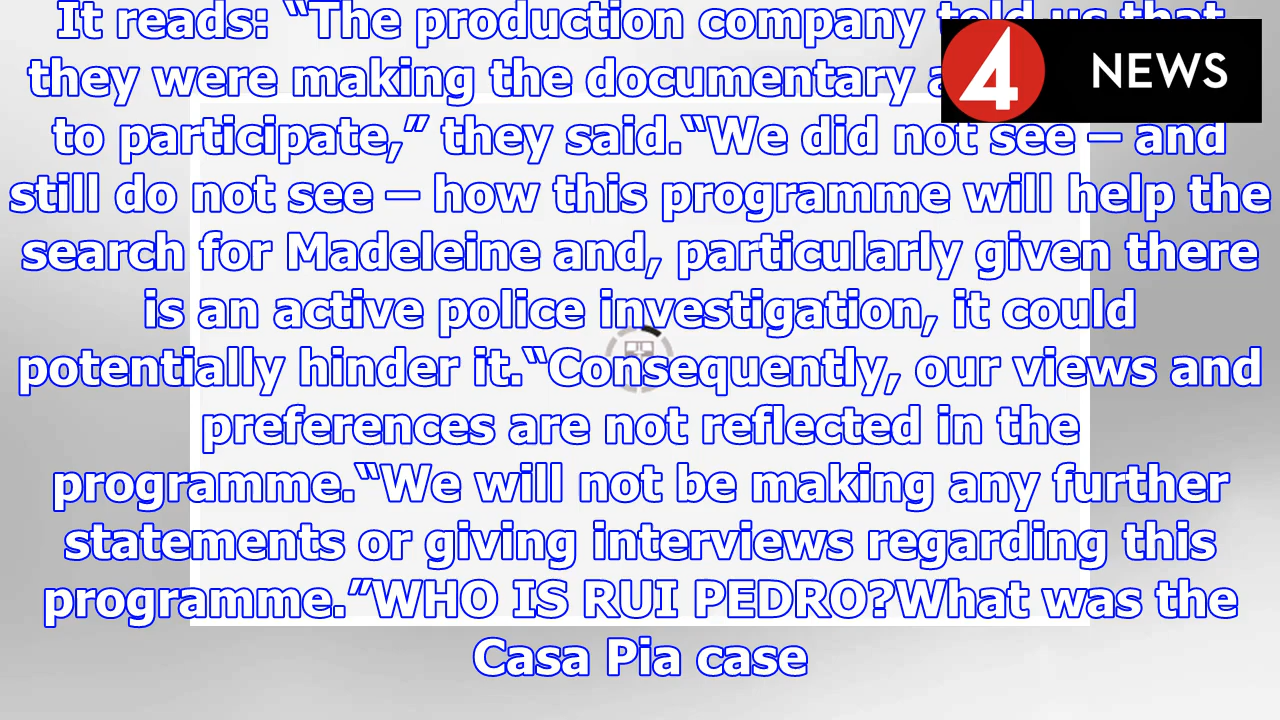 It reads: “The production company told us that
they were making the documentary
to participate,” they said.“We did not see – and
still do not see – how this programme will help the
search for Madeleine and, particularly given there
is an active police investigation, it could
potentially hinder it.“Consequently, our views and
preferences are not reflected in the
programme.“We will not be making any further
statements or giving interviews regarding this
programme.”WHO IS RUI PEDRO?What was the
Casa Pia case
4 NEWS